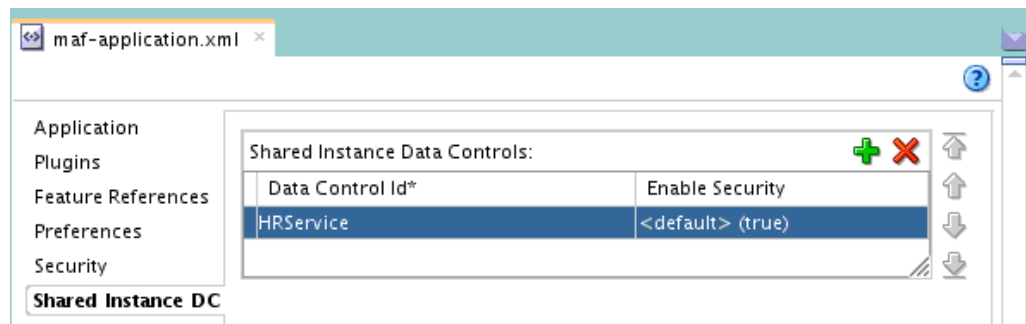 maf-application.xml
Application
Plugins
Feature References
Preferences
Security
Shared Instance DC
Shared Instance Data Controls:
Data Control Id* Enable Security
HRService <default> (true)